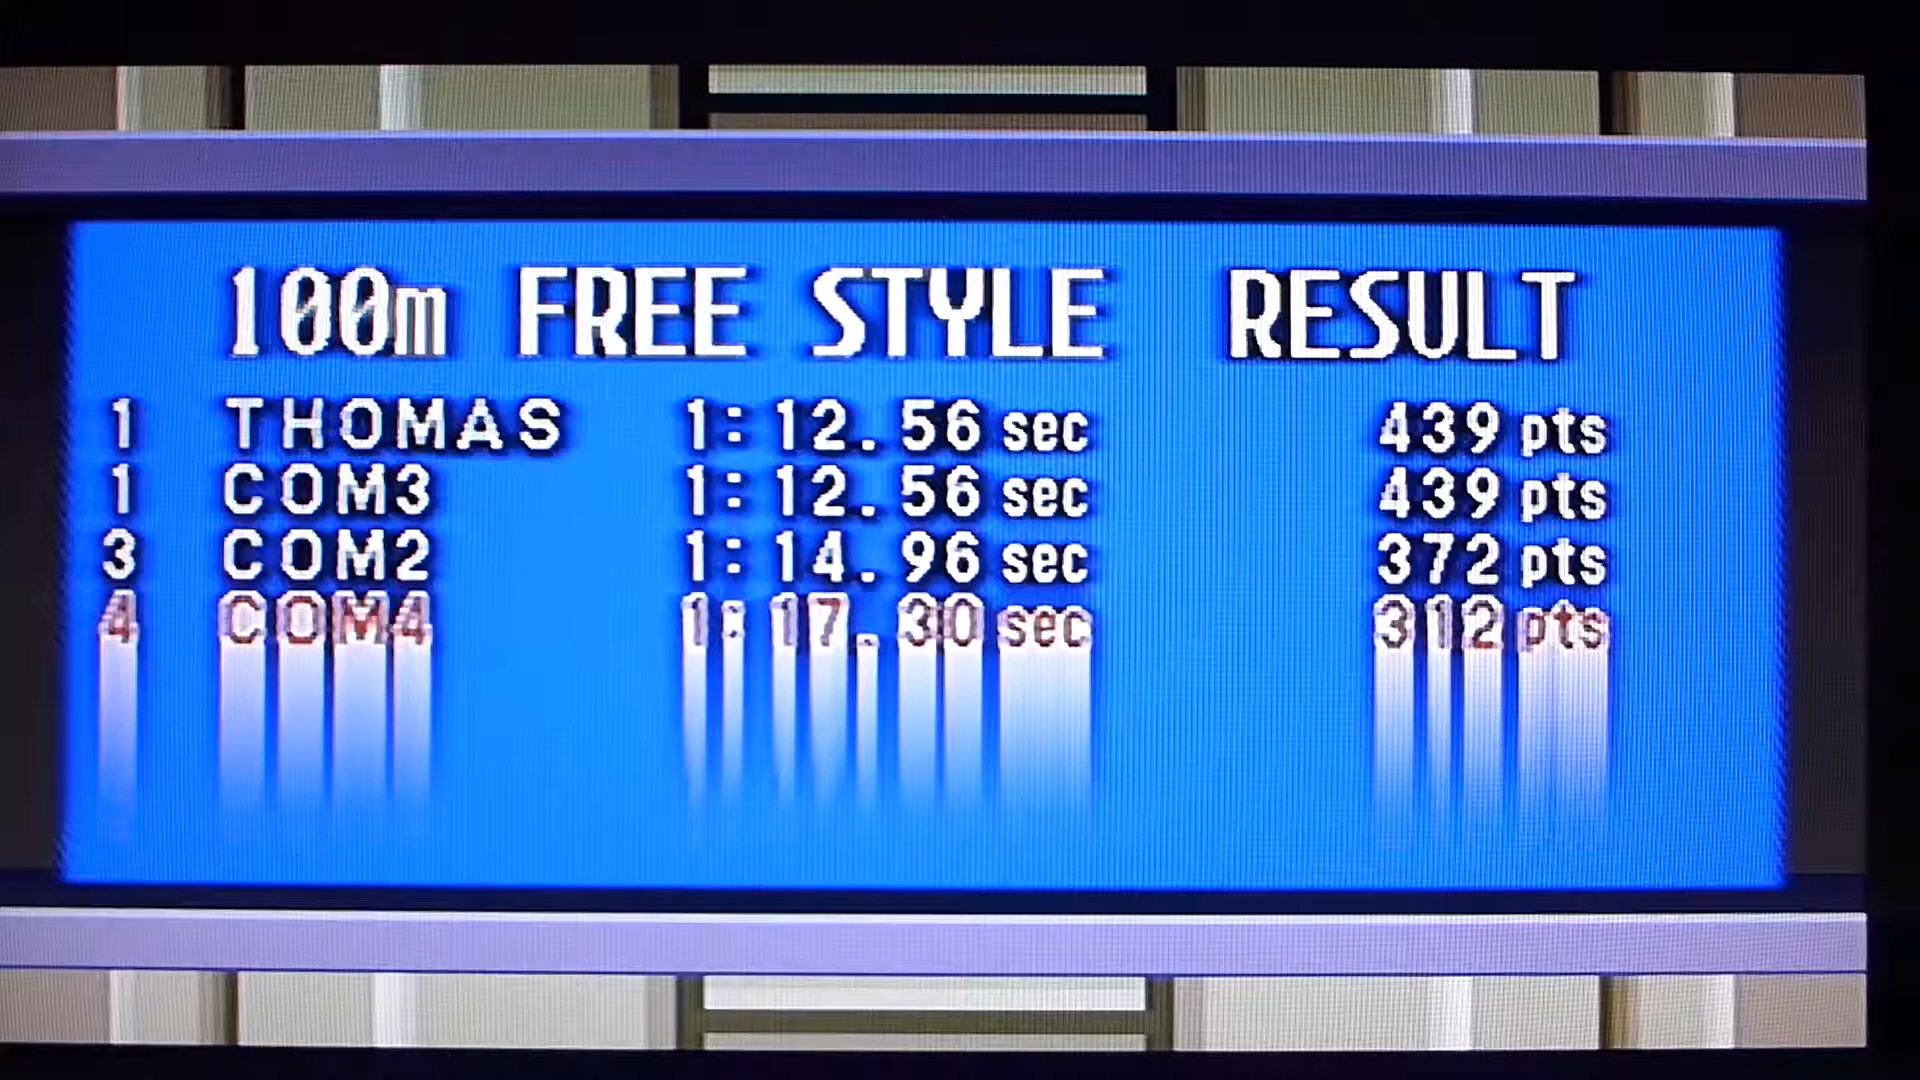 100m FREE STYLE RESULT
1 THOMAS 1:12.56 sec 439 pts
1 COM3 1:12.56 sec 439 pts
3 COM2 1:14.96 sec 372 pts
4 COM4 1:17.30 sec 312 pts